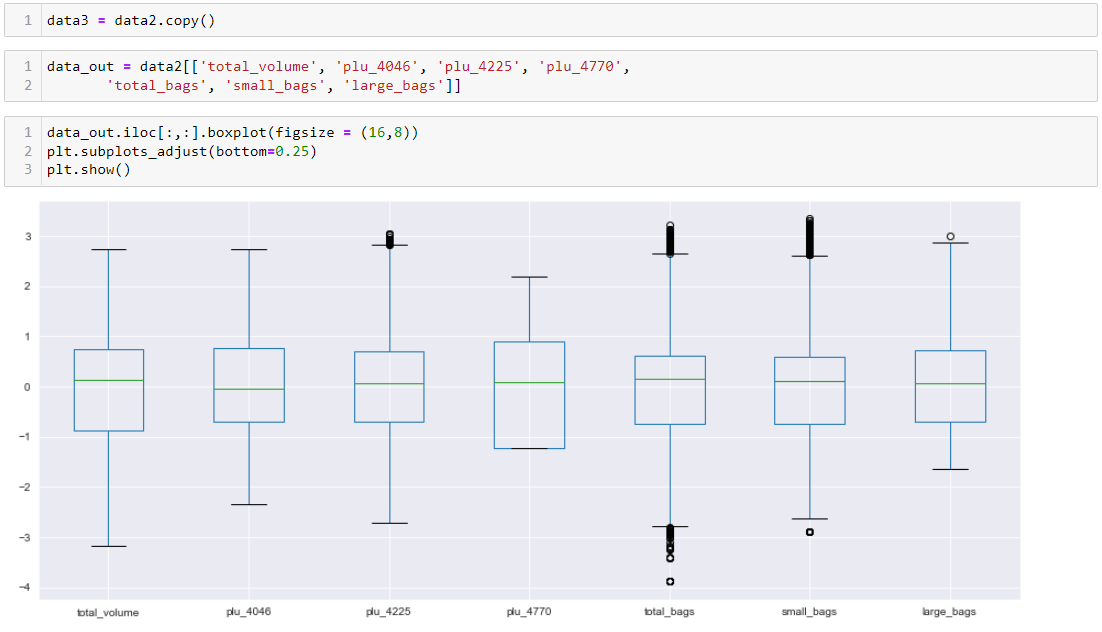 1 data3 = data2.copy()
1 data_out = data2[['total_volume', 'plu_4046', 'plu_4225', 'plu_4770',
2 'total_bags', 'small_bags', 'large_bags']]
1 data_out.iloc[:,:].boxplot(figsize = (16,8))
2 plt.subplots_adjust(bottom=0.25)
3 plt.show()
3
2
1
0
−1
−2
−3
−4
total_volume plu_4046 plu_4225 plu_4770 total_bags small_bags large_bags